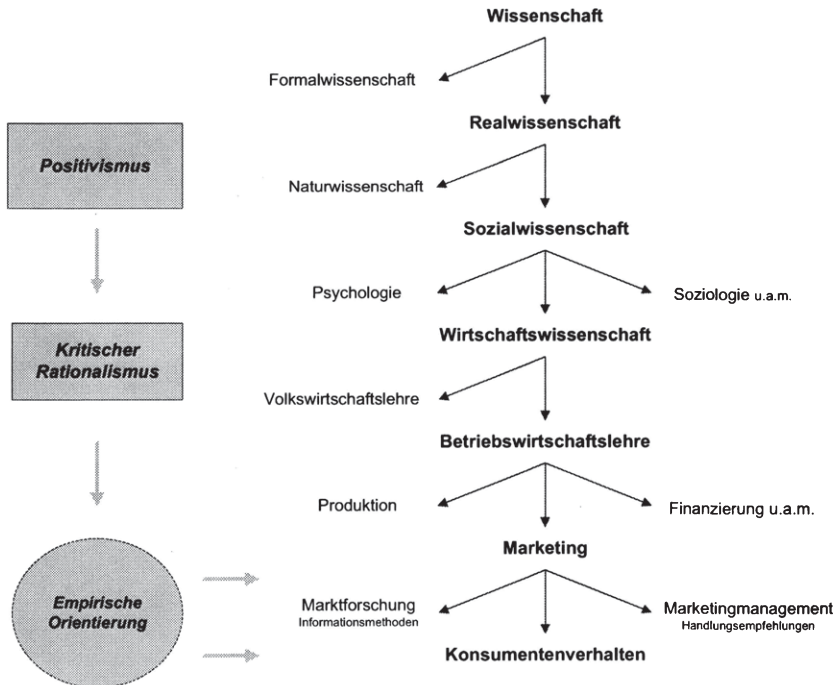 Wissenschaft
Formalwissenschaft
Realwissenschaft
Positivismus
Naturwissenschaft
Sozialwissenschaft
Psychologie
Soziologie u.a.m.
Wirtschaftswissenschaft
Kritischer
Rationalismus
Volkswirtschaftslehre
Betriebswirtschaftslehre
Produktion
Finanzierung u.a.m.
Marketing
Empirische
Orientierung
Marktforschung
Informationsmethoden
Marketingmanagement
Handlungsempfehlungen
Konsumentenverhalten